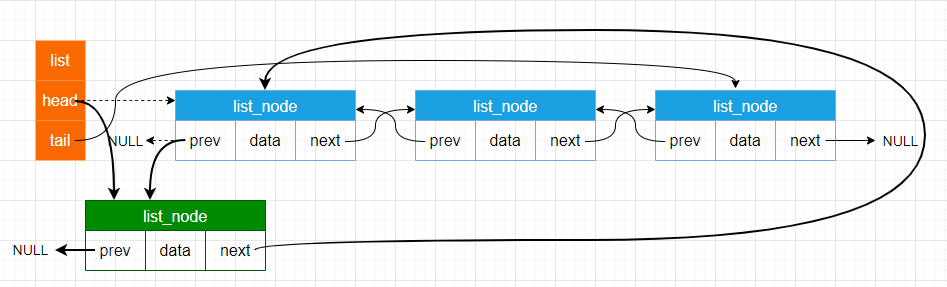 list
head
tail
list_node
NULL
prev
data
next
list_node
prev
data
next
list_node
prev
data
next
NULL
list_node
NULL
prev
data
next